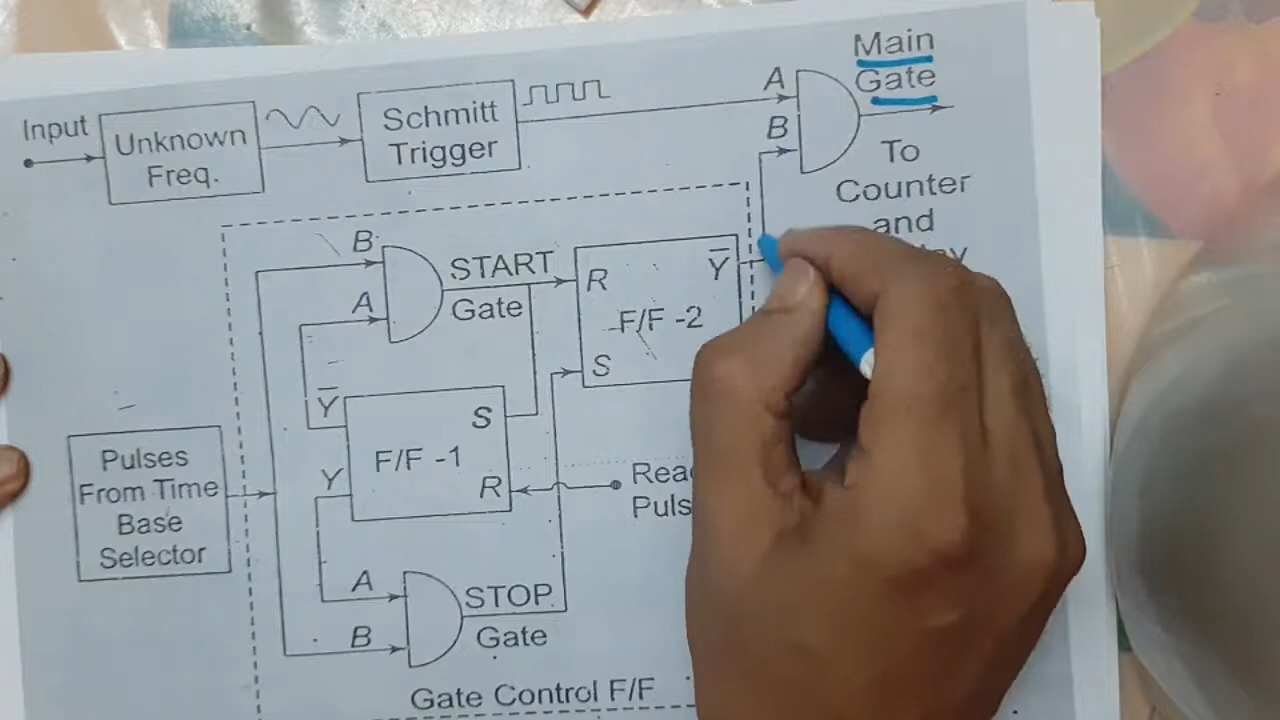 Main
Gate
A
Input
Unknown
Freq.
Schmitt
Trigger
B
To
Counter
and
B
A
START
Gate
R
Y̅
F/F -2
S
Y̅
S
F/F -1
Y
R
Pulses
From Time
Base
Selector
A
B
STOP
Gate
Gate Control F/F